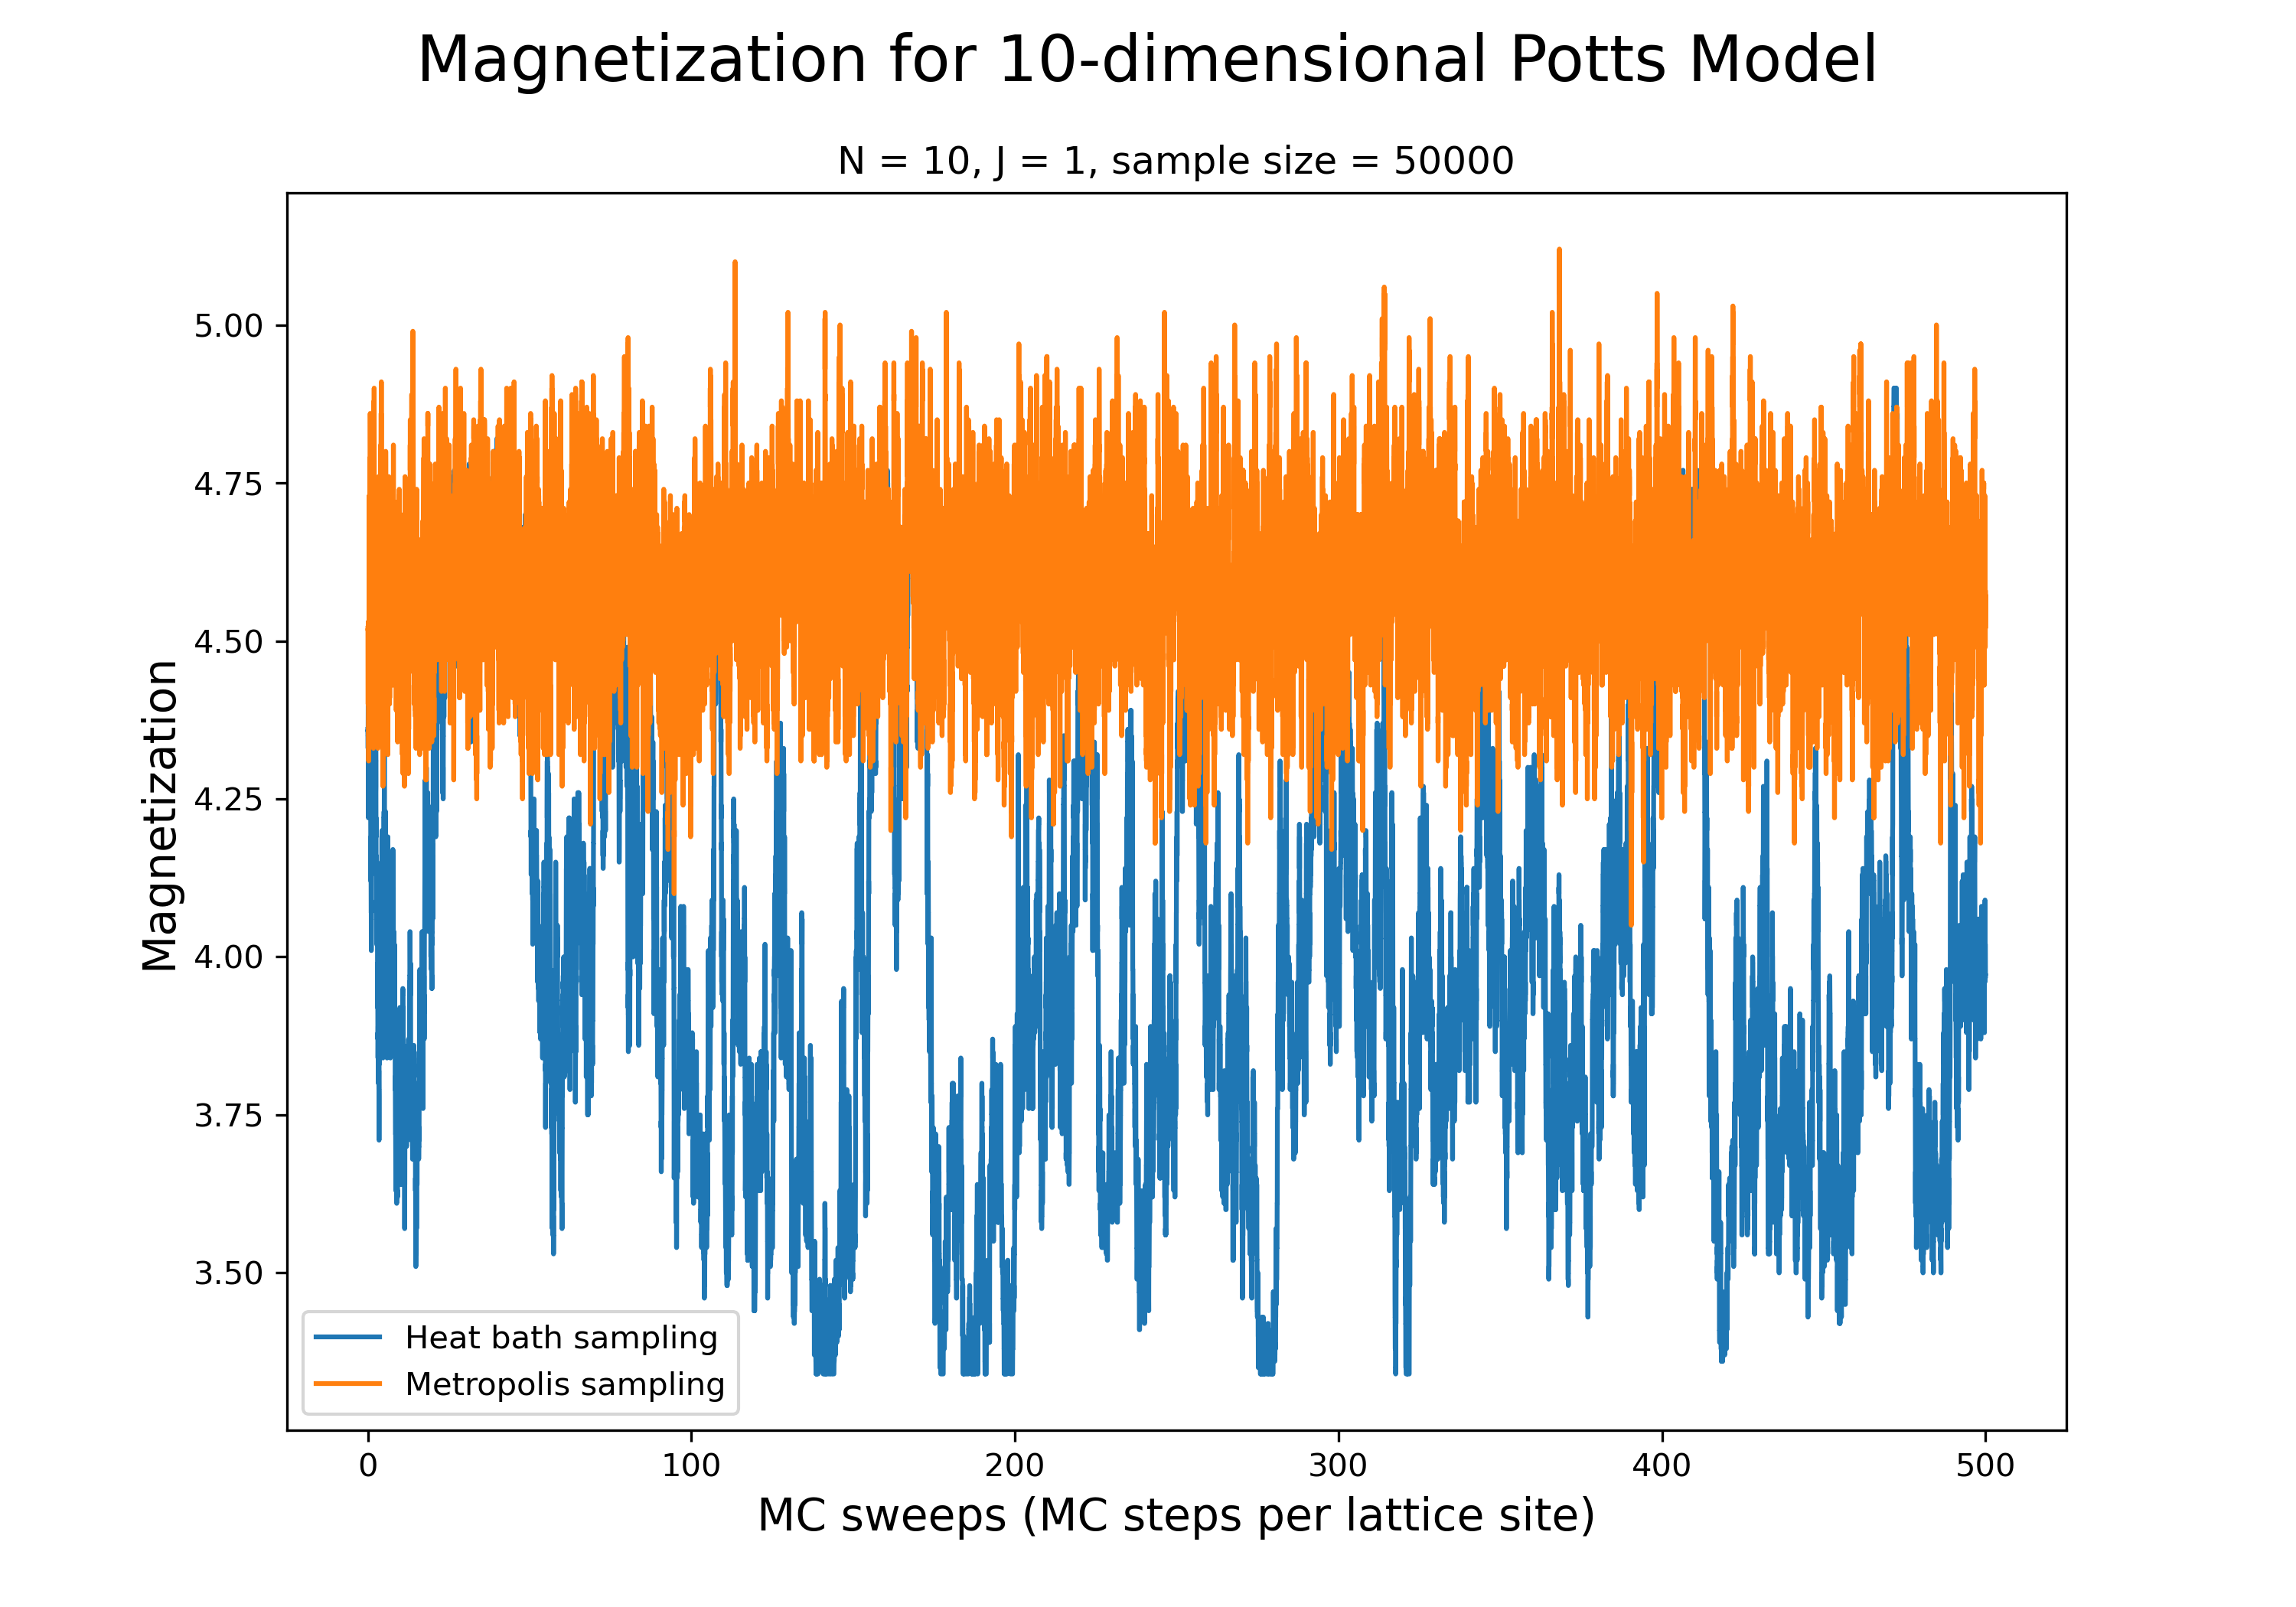 Magnetization for 10-dimensional Potts Model
N = 10, J = 1, sample size = 50000
Magnetization
5.00
4.75
4.50
4.25
4.00
3.75
3.50
Heat bath sampling
Metropolis sampling
0 100 200 300 400 500
MC sweeps (MC steps per lattice site)